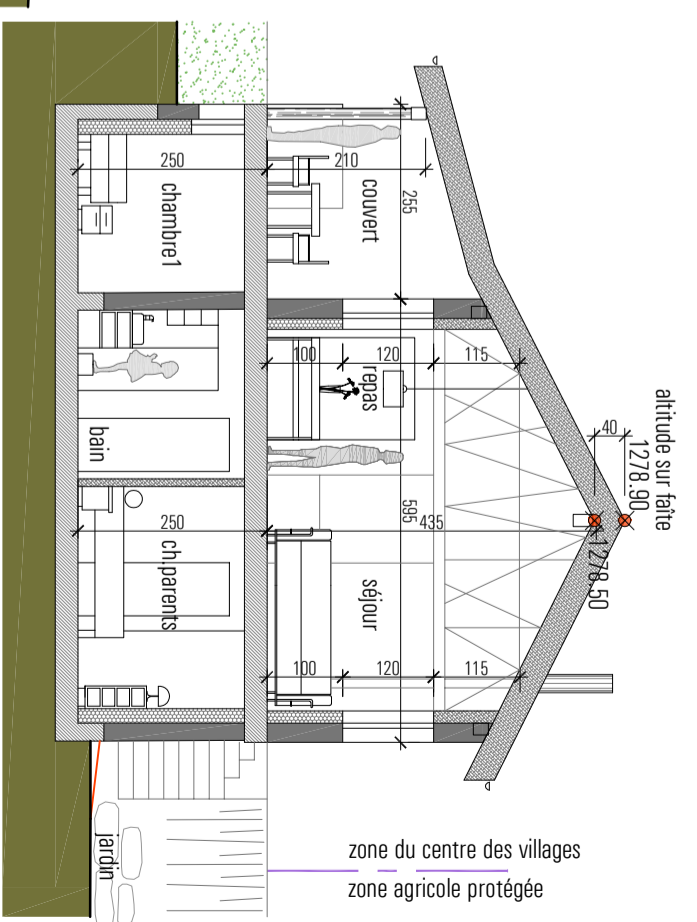 altitude sur faîte
1278.90
40
1278.50
115
120
100
435
115
120
100
595
255
210
250
250
couvert
repas
séjour
chambre1
bain
ch.parents
jardin
zone du centre des villages
zone agricole protégée